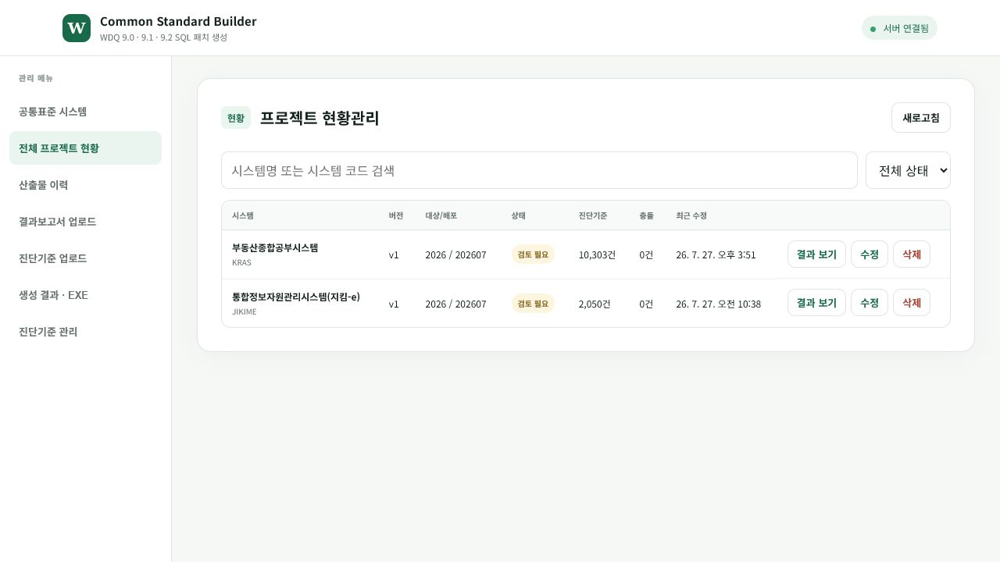 W
Common Standard Builder
WDQ 9.0 · 9.1 · 9.2 SQL 패치 생성
서버 연결됨
관리 메뉴
공통표준 시스템
전체 프로젝트 현황
산출물 이력
결과보고서 업로드
진단기준 업로드
생성 결과 · EXE
진단기준 관리
현황 프로젝트 현황관리 새로고침
시스템명 또는 시스템 코드 검색 전체 상태
시스템 버전 대상/배포 상태 진단기준 충돌 최근 수정
부동산종합공부시스템
KRAS
v1 2026 / 202607 검토 필요 10,303건 0건 26. 7. 27. 오후 3:51 결과 보기 수정 삭제
통합정보자원관리시스템(지킴-e)
JIKIME
v1 2026 / 202607 검토 필요 2,050건 0건 26. 7. 27. 오전 10:38 결과 보기 수정 삭제